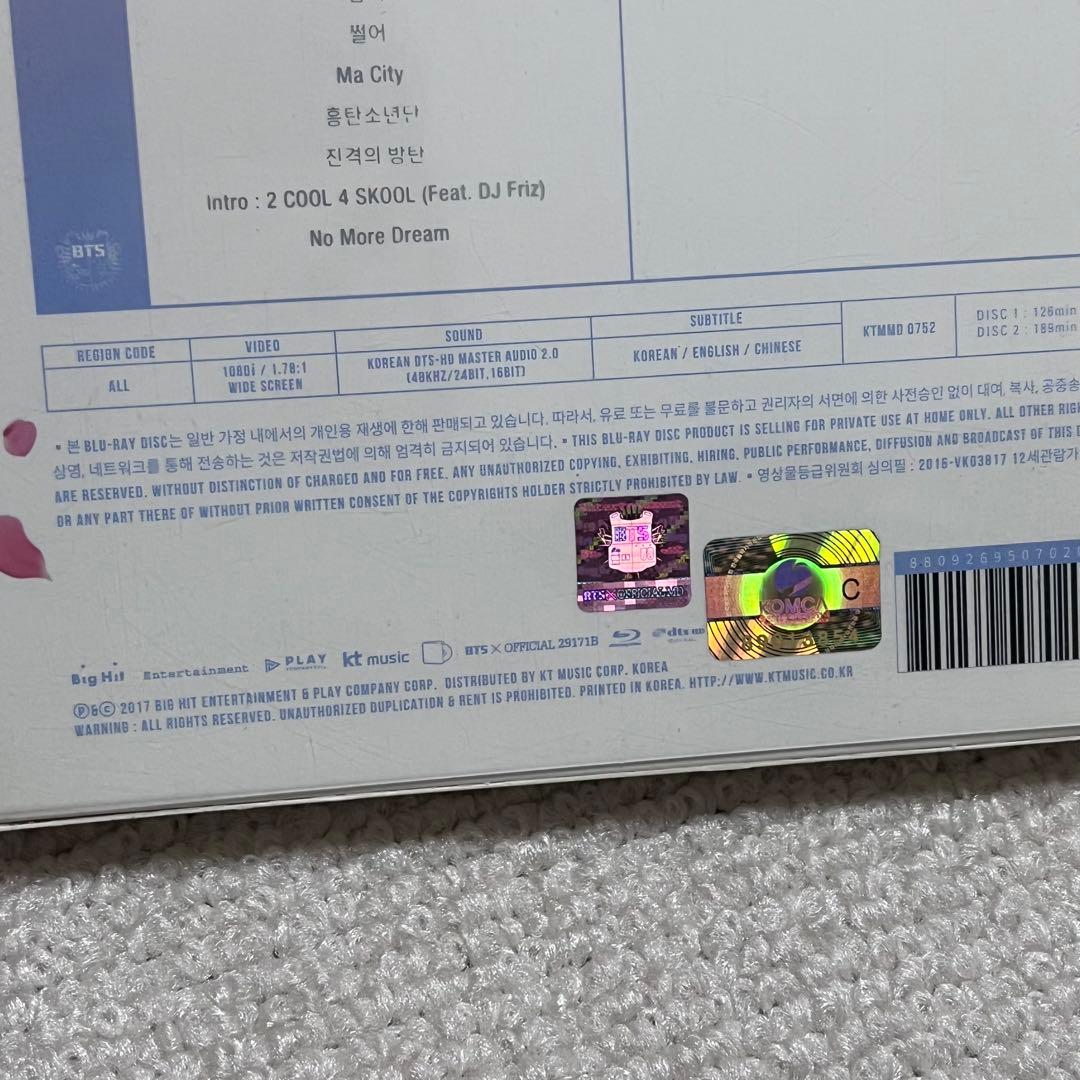 썰어
Ma City
흥탄소년단
진격의 방탄
Intro : 2 COOL 4 SKOOL (Feat. DJ Friz)
No More Dream
BTS
REGION CODE
ALL
VIDEO
1080i / 1.78:1
WIDE SCREEN
SOUND
KOREAN DTS-HD MASTER AUDIO 2.0
(48KHZ/24BIT,16BIT)
SUBTITLE
KOREAN / ENGLISH / CHINESE
KTMMD 0752
DISC 1 : 126min
DISC 2 : 189min
• 본 BLU-RAY DISC는 일반 가정 내에서의 개인용 재생에 한해 판매되고 있습니다. 따라서, 유료 또는 무료를 불문하고 권리자의 서면에 의한 사전승인 없이 대여, 복사, 공중송
상영, 네트워크를 통해 전송하는 것은 저작권법에 의해 엄격히 금지되어 있습니다. • THIS BLU-RAY DISC PRODUCT IS SELLING FOR PRIVATE USE AT HOME ONLY. ALL OTHER RIGH
ARE RESERVED. WITHOUT DISTINCTION OF CHARGED AND FOR FREE. ANY UNAUTHORIZED COPYING, EXHIBITING, HIRING, PUBLIC PERFORMANCE, DIFFUSION AND BROADCAST OF THIS D
OR ANY PART THERE OF WITHOUT PRIOR WRITTEN CONSENT OF THE COPYRIGHTS HOLDER STRICTLY PROHIBITED BY LAW. • 영상물등급위원회 심의필 : 2016-VK03817 12세관람가
BTS
BTS×OFFICIAL MD
KOMCA
C
880926950702
Big Hit Entertainment PLAY kt music BTS × OFFICIAL 29171B dts
Ⓟ&Ⓒ 2017 BIG HIT ENTERTAINMENT & PLAY COMPANY CORP. DISTRIBUTED BY KT MUSIC CORP. KOREA
WARNING : ALL RIGHTS RESERVED. UNAUTHORIZED DUPLICATION & RENT IS PROHIBITED. PRINTED IN KOREA. HTTP://WWW.KTMUSIC.CO.KR